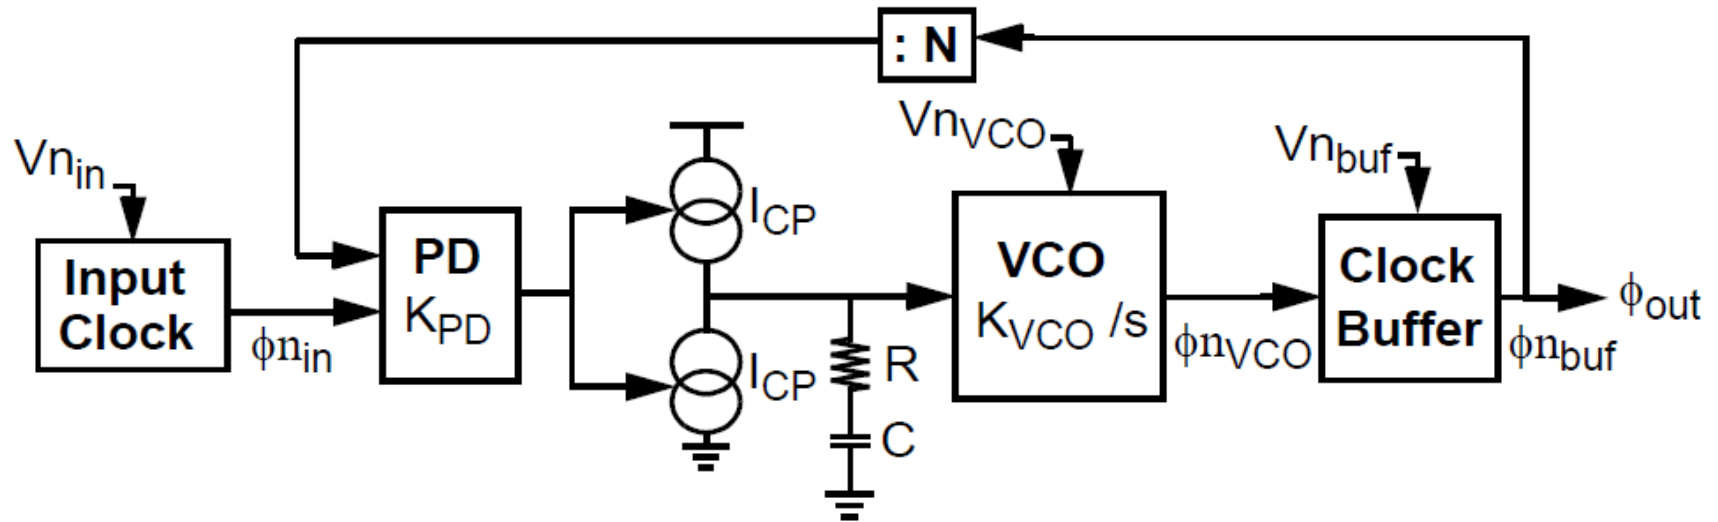 : N
Vn_VCO
Vn_in
Vn_buf
I_CP
PD
K_PD
VCO
K_VCO /s
Clock
Buffer
Input
Clock
ϕn_in
ϕn_VCO
ϕ_out
ϕn_buf
I_CP
R
C